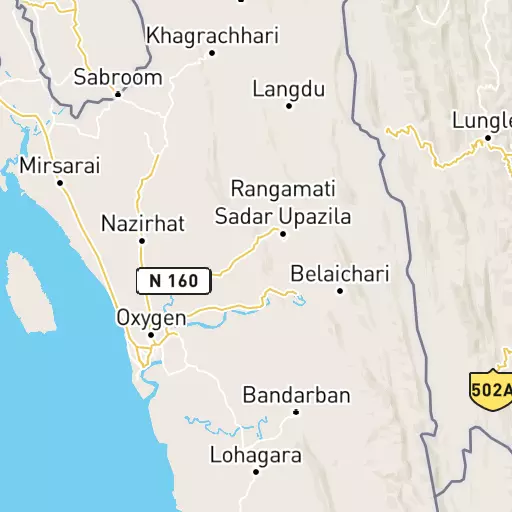 Khagrachhari
Sabroom
Langdu
Lungle
Mirsarai
Rangamati
Sadar Upazila
Nazirhat
Belaichari
N 160
Oxygen
502A
Bandarban
Lohagara